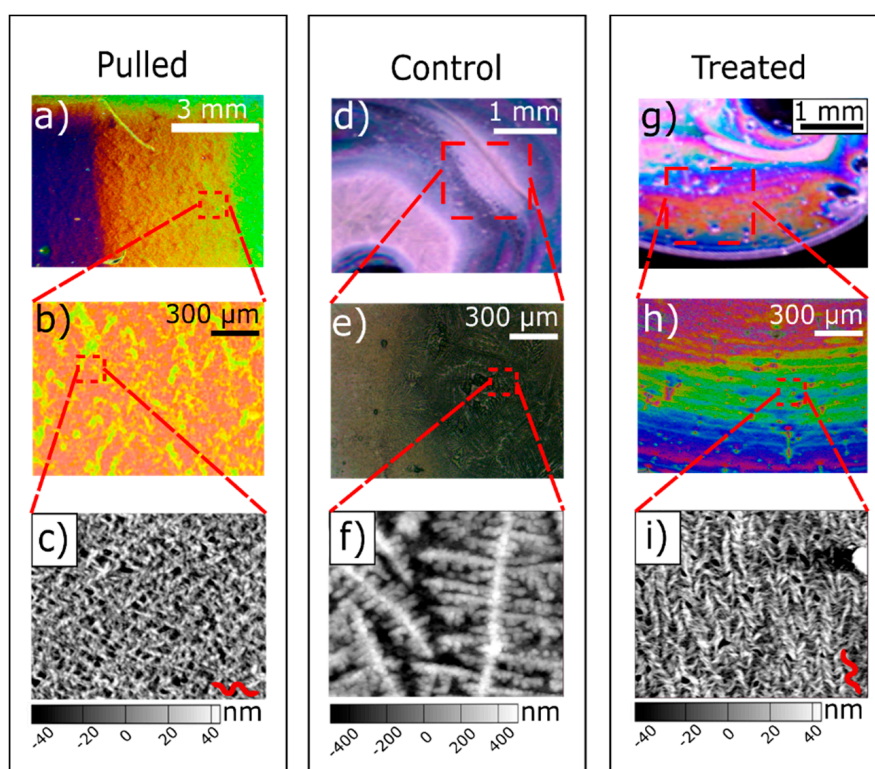 Pulled
a)
3 mm
b)
300 µm
c)
nm
-40
-20
0
20
40
Control
d)
1 mm
e)
300 µm
f)
nm
-400
-200
0
200
400
Treated
g)
1 mm
h)
300 µm
i)
nm
-40
-20
0
20
40